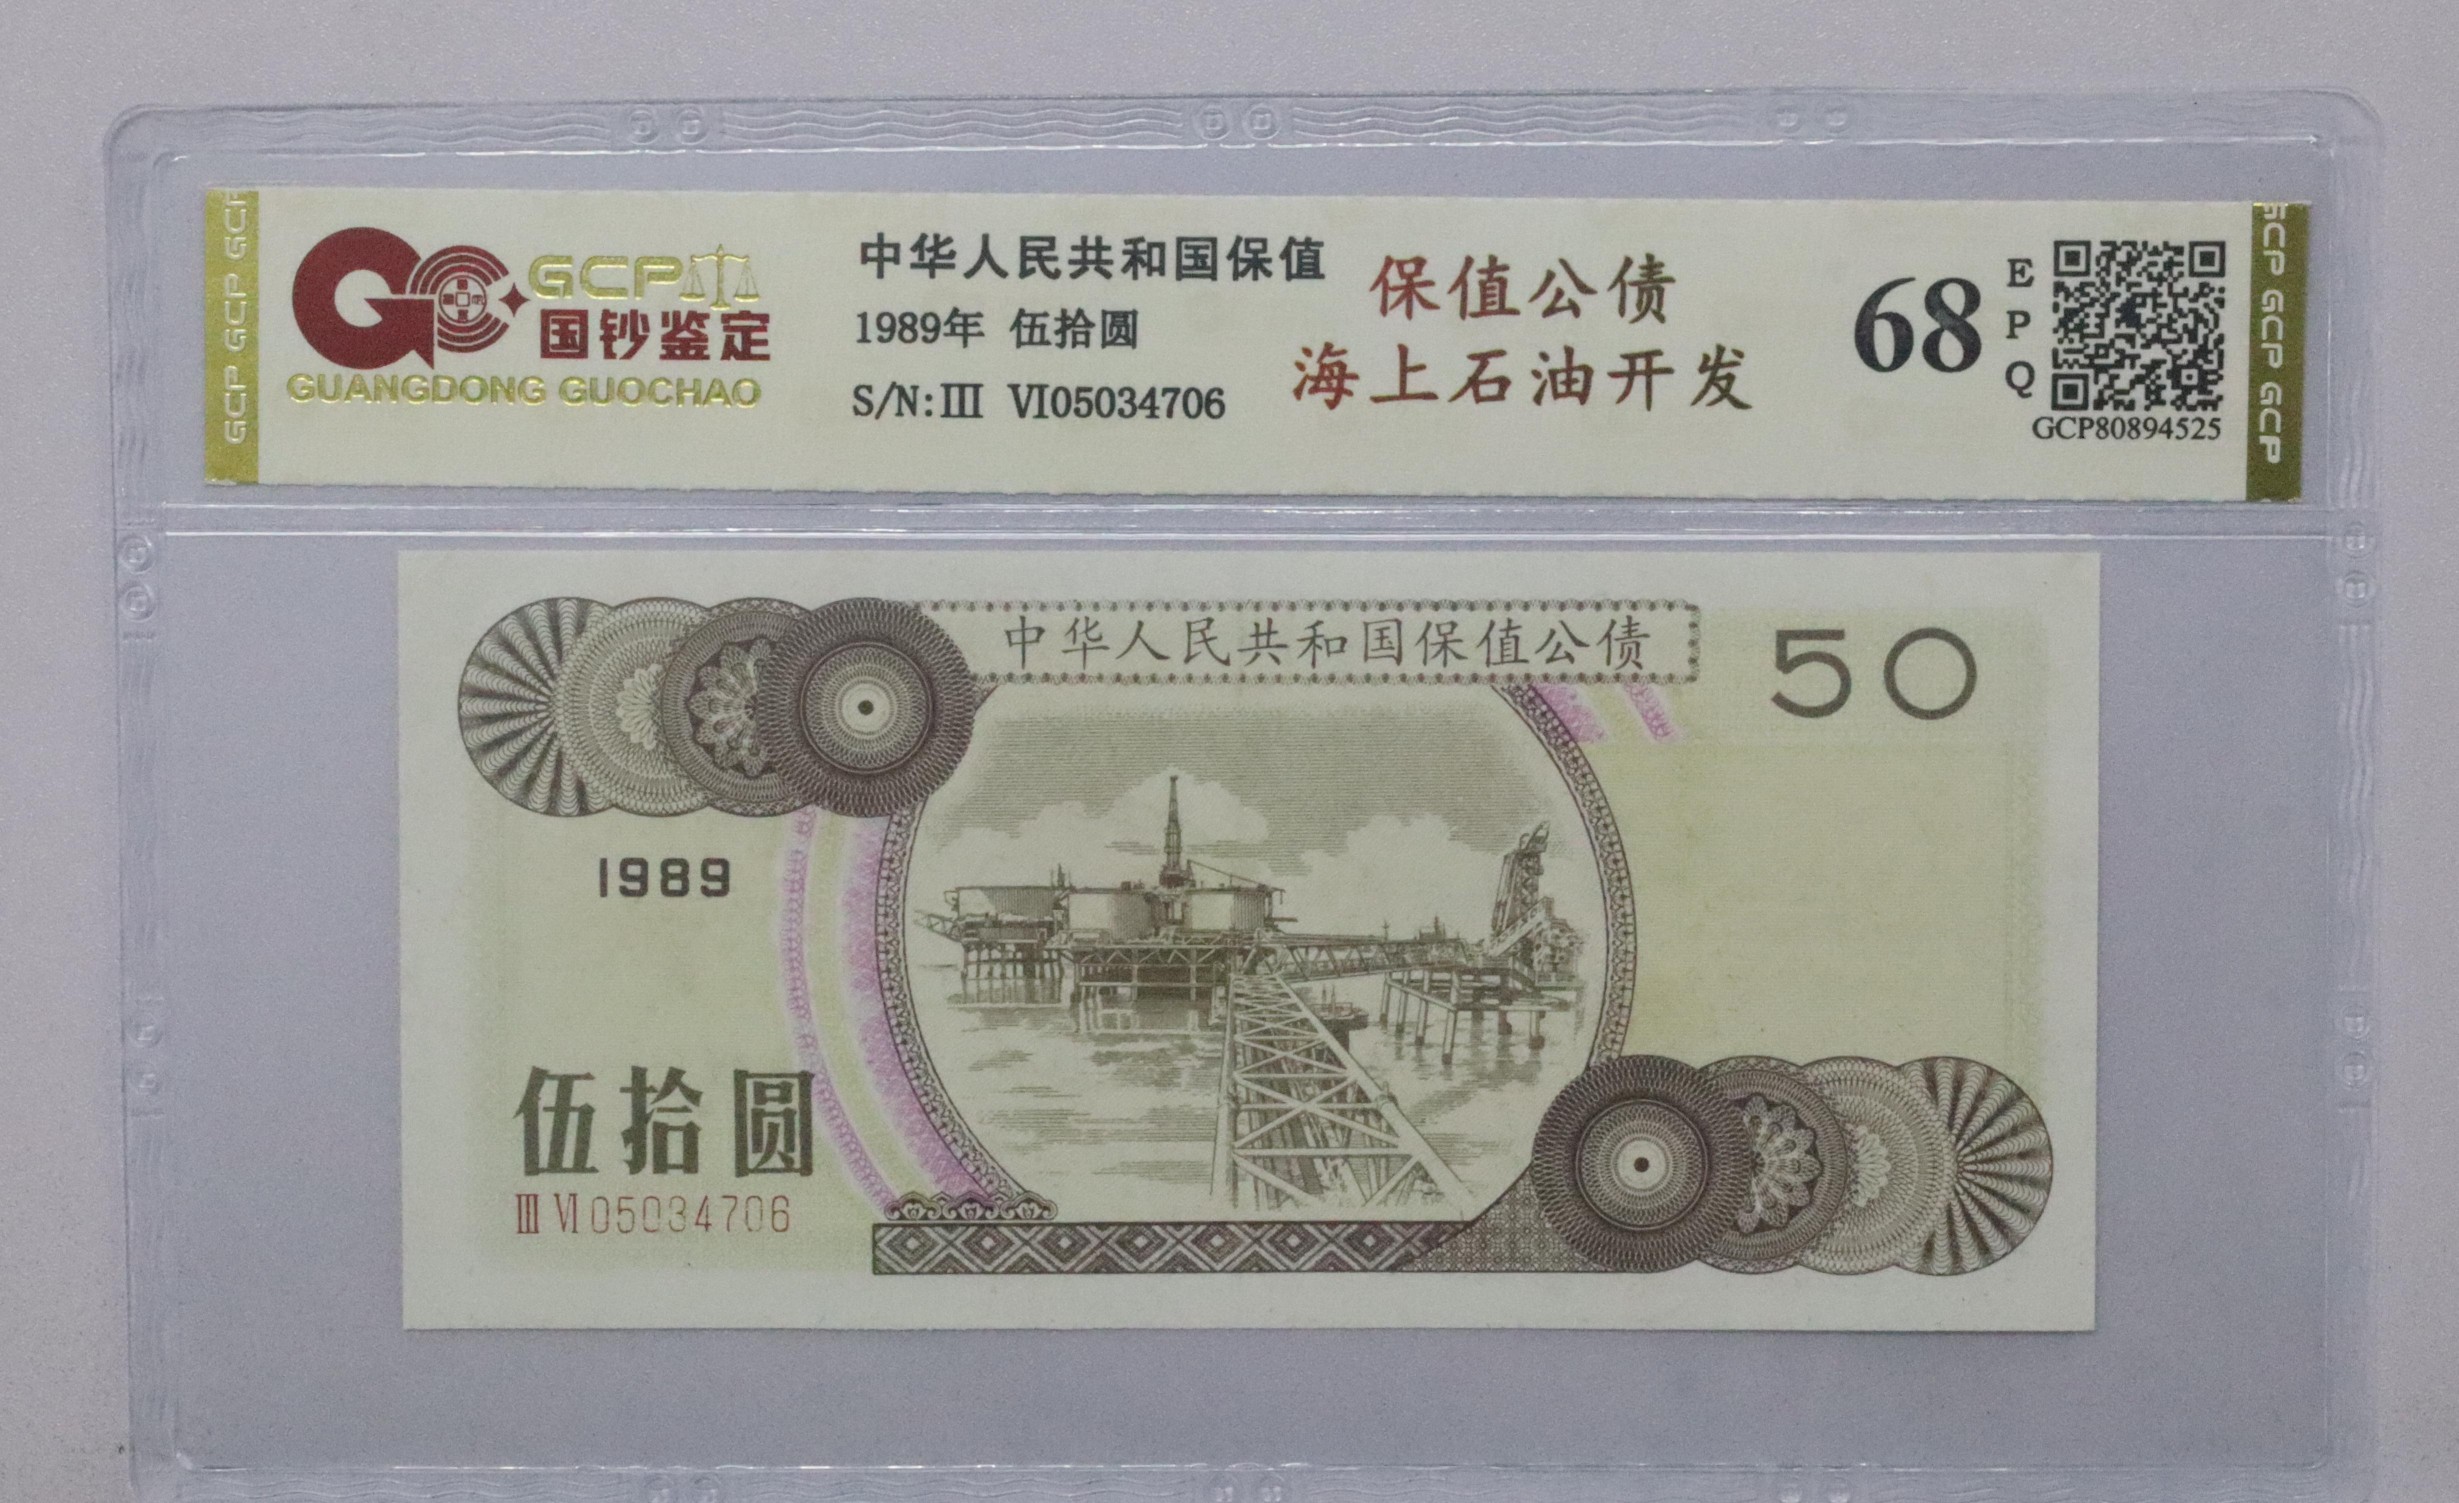 GCP GCP GCP
GCP
国钞鉴定
GUANGDONG GUOCHAO
中华人民共和国保值
1989年 伍拾圆
S/N:III VI05034706
保值公债
海上石油开发
68
EPQ
GCP80894525
GCP GCP GCP
中华人民共和国保值公债
50
1989
伍拾圆
III VI 05034706